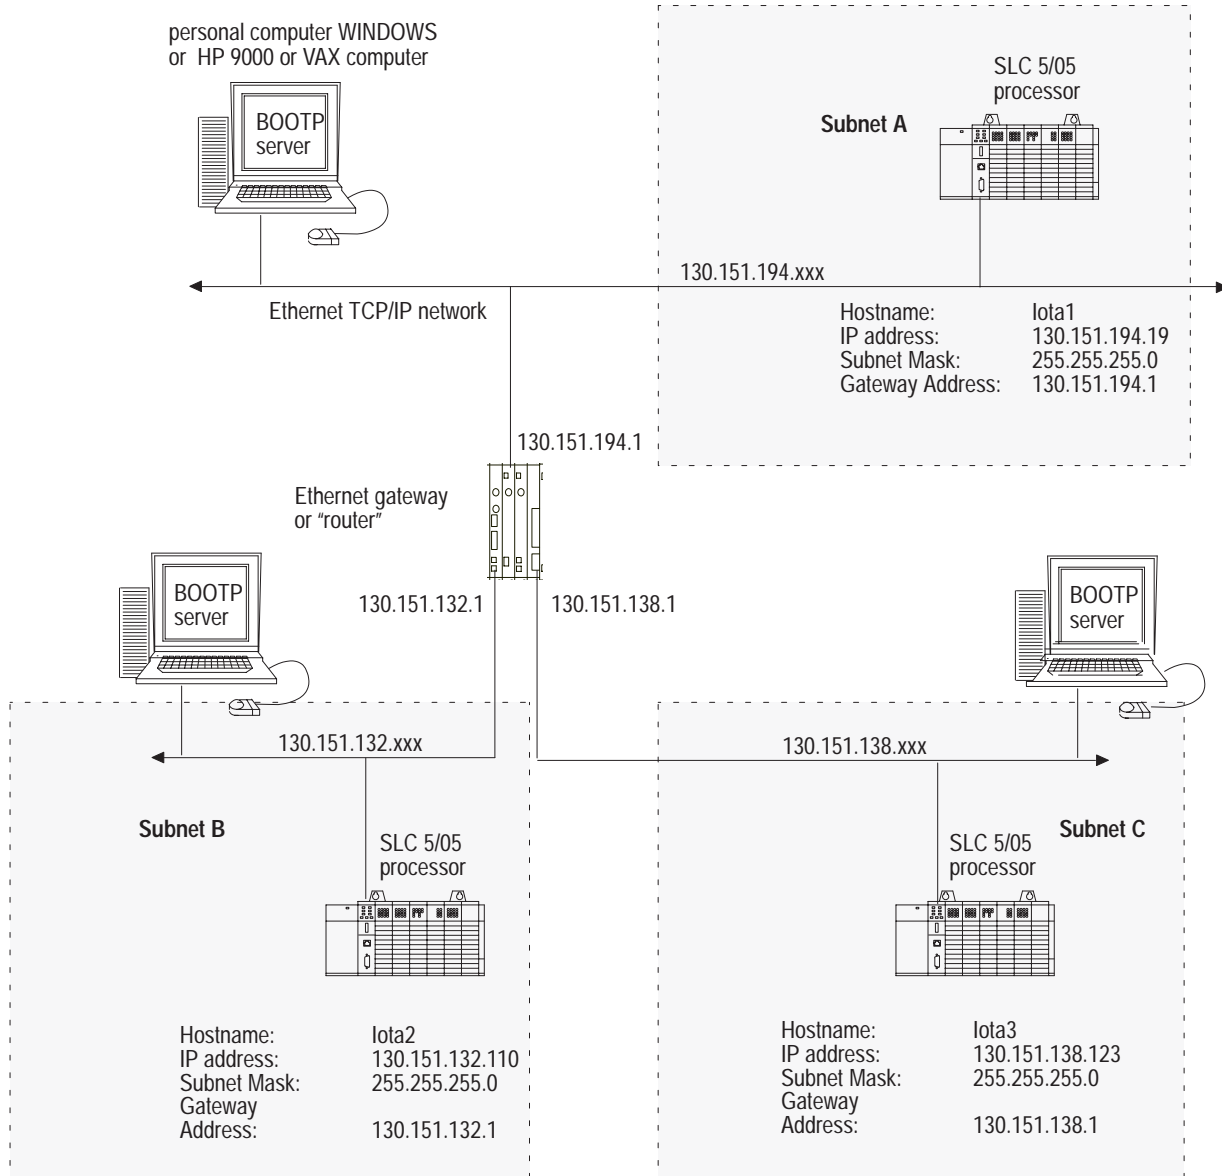 personal computer WINDOWS
or HP 9000 or VAX computer
BOOTP
server
SLC 5/05
processor
Subnet A
130.151.194.xxx
Ethernet TCP/IP network
Hostname: Iota1
IP address: 130.151.194.19
Subnet Mask: 255.255.255.0
Gateway Address: 130.151.194.1
130.151.194.1
Ethernet gateway
or "router"
BOOTP
server
130.151.132.1
130.151.138.1
BOOTP
server
130.151.132.xxx
130.151.138.xxx
Subnet B
SLC 5/05
processor
SLC 5/05
processor
Subnet C
Hostname: Iota2
IP address: 130.151.132.110
Subnet Mask: 255.255.255.0
Gateway
Address: 130.151.132.1
Hostname: Iota3
IP address: 130.151.138.123
Subnet Mask: 255.255.255.0
Gateway
Address: 130.151.138.1